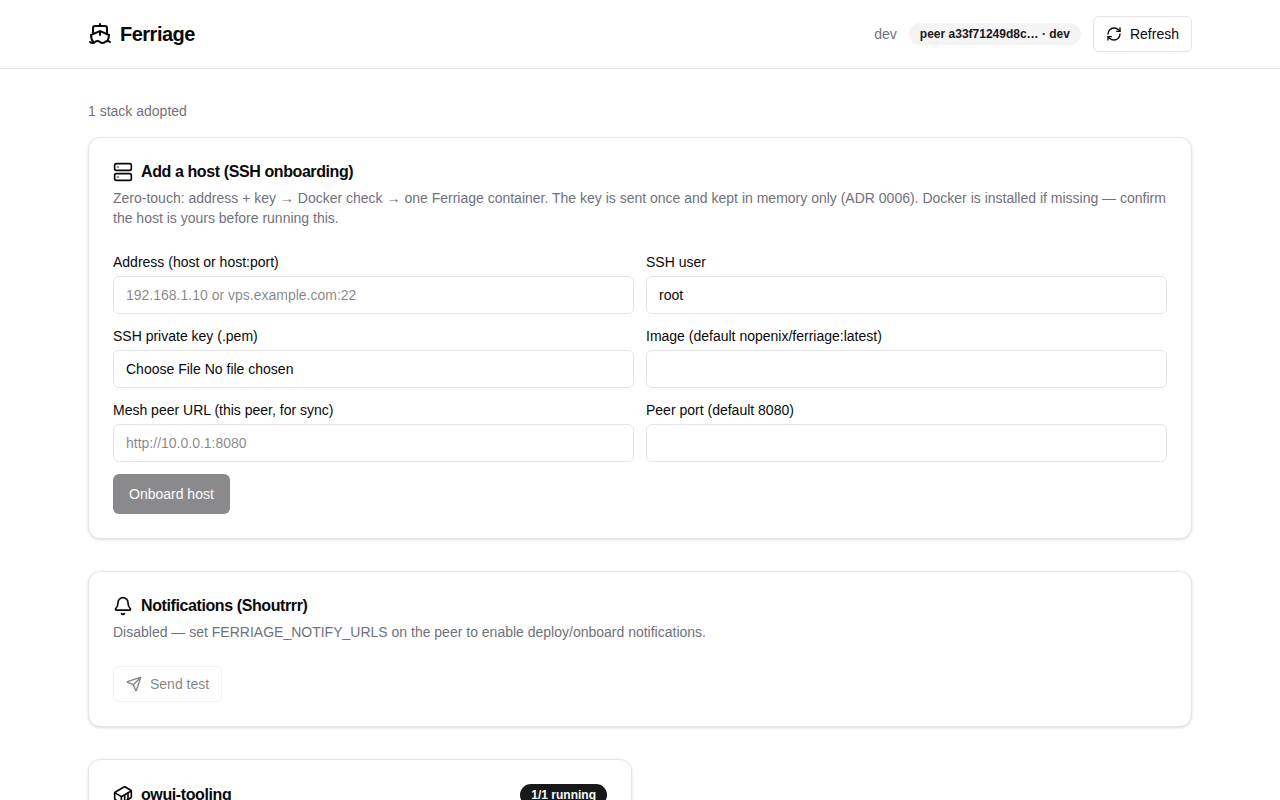 Ferriage
dev
peer a33f71249d8c… · dev
Refresh
1 stack adopted
Add a host (SSH onboarding)
Zero-touch: address + key → Docker check → one Ferriage container. The key is sent once and kept in memory only (ADR 0006). Docker is installed if missing — confirm
the host is yours before running this.
Address (host or host:port)
SSH user
192.168.1.10 or vps.example.com:22
root
SSH private key (.pem)
Image (default nopenix/ferriage:latest)
Choose File No file chosen
Mesh peer URL (this peer, for sync)
Peer port (default 8080)
http://10.0.0.1:8080
Onboard host
Notifications (Shoutrrr)
Disabled — set FERRIAGE_NOTIFY_URLS on the peer to enable deploy/onboard notifications.
Send test
owui-tooling
1/1 running